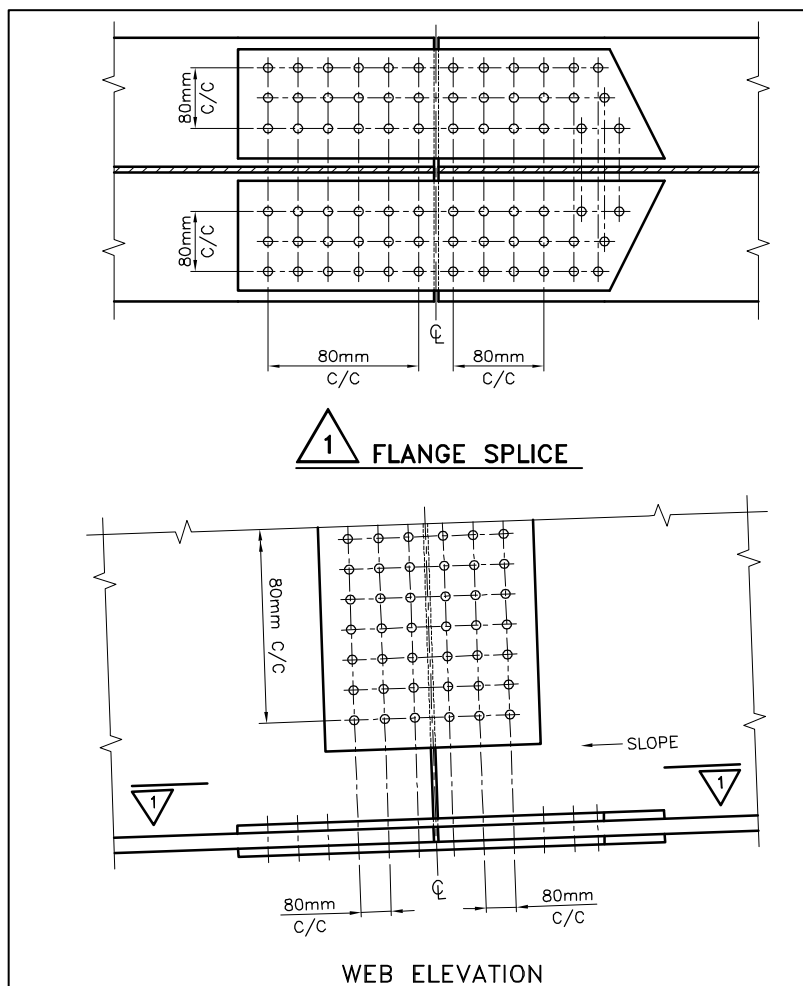 80mm
C/C
80mm
C/C
℄
80mm
C/C
80mm
C/C
1 FLANGE SPLICE
80mm C/C
SLOPE
1
1
℄
80mm
C/C
80mm
C/C
WEB ELEVATION